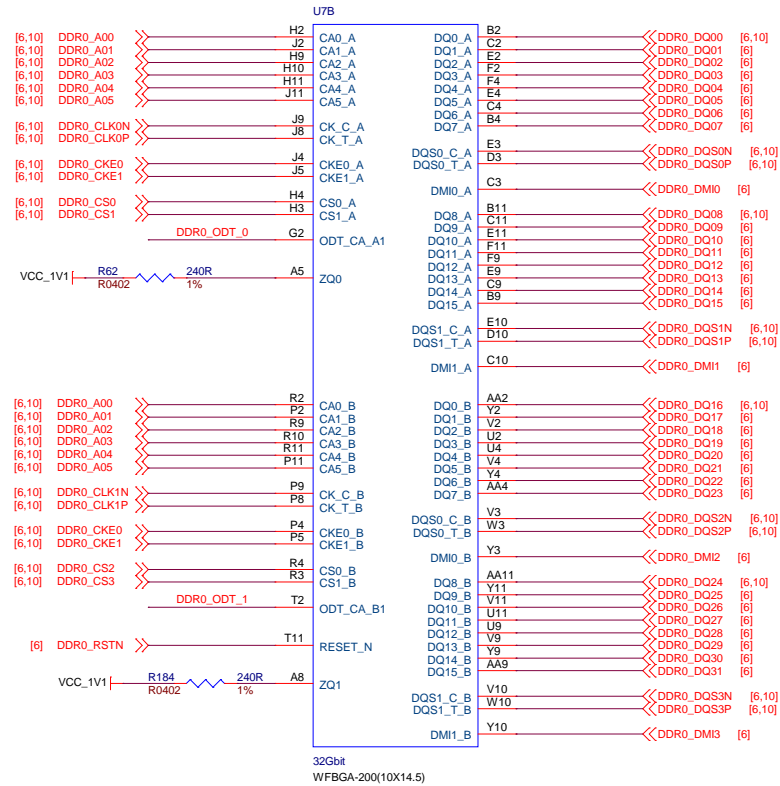 U7B
[6,10] DDR0_A00 H2 CA0_A DQ0_A B2 DDR0_DQ00 [6,10]
[6,10] DDR0_A01 J2 CA1_A DQ1_A C2 DDR0_DQ01 [6]
[6,10] DDR0_A02 H9 CA2_A DQ2_A E2 DDR0_DQ02 [6]
[6,10] DDR0_A03 H10 CA3_A DQ3_A F2 DDR0_DQ03 [6]
[6,10] DDR0_A04 H11 CA4_A DQ4_A F4 DDR0_DQ04 [6]
[6,10] DDR0_A05 J11 CA5_A DQ5_A E4 DDR0_DQ05 [6]
DQ6_A C4 DDR0_DQ06 [6]
[6,10] DDR0_CLK0N J9 CK_C_A DQ7_A B4 DDR0_DQ07 [6]
[6,10] DDR0_CLK0P J8 CK_T_A
DQS0_C_A E3 DDR0_DQS0N [6,10]
[6,10] DDR0_CKE0 J4 CKE0_A DQS0_T_A D3 DDR0_DQS0P [6,10]
[6,10] DDR0_CKE1 J5 CKE1_A
DMI0_A C3 DDR0_DMI0 [6]
[6,10] DDR0_CS0 H4 CS0_A
[6,10] DDR0_CS1 H3 CS1_A DQ8_A B11 DDR0_DQ08 [6,10]
DQ9_A C11 DDR0_DQ09 [6]
DDR0_ODT_0 G2 ODT_CA_A1 DQ10_A E11 DDR0_DQ10 [6]
DQ11_A F11 DDR0_DQ11 [6]
DQ12_A F9 DDR0_DQ12 [6]
VCC_1V1 R62 240R A5 ZQ0 DQ13_A E9 DDR0_DQ13 [6]
R0402 1% DQ14_A C9 DDR0_DQ14 [6]
DQ15_A B9 DDR0_DQ15 [6]
DQS1_C_A E10 DDR0_DQS1N [6,10]
DQS1_T_A D10 DDR0_DQS1P [6,10]
DMI1_A C10 DDR0_DMI1 [6]
[6,10] DDR0_A00 R2 CA0_B DQ0_B AA2 DDR0_DQ16 [6,10]
[6,10] DDR0_A01 P2 CA1_B DQ1_B Y2 DDR0_DQ17 [6]
[6,10] DDR0_A02 R9 CA2_B DQ2_B V2 DDR0_DQ18 [6]
[6,10] DDR0_A03 R10 CA3_B DQ3_B U2 DDR0_DQ19 [6]
[6,10] DDR0_A04 R11 CA4_B DQ4_B U4 DDR0_DQ20 [6]
[6,10] DDR0_A05 P11 CA5_B DQ5_B V4 DDR0_DQ21 [6]
DQ6_B Y4 DDR0_DQ22 [6]
[6,10] DDR0_CLK1N P9 CK_C_B DQ7_B AA4 DDR0_DQ23 [6]
[6,10] DDR0_CLK1P P8 CK_T_B
DQS0_C_B V3 DDR0_DQS2N [6,10]
[6,10] DDR0_CKE0 P4 CKE0_B DQS0_T_B W3 DDR0_DQS2P [6,10]
[6,10] DDR0_CKE1 P5 CKE1_B
DMI0_B Y3 DDR0_DMI2 [6]
[6,10] DDR0_CS2 R4 CS0_B
[6,10] DDR0_CS3 R3 CS1_B DQ8_B AA11 DDR0_DQ24 [6,10]
DQ9_B Y11 DDR0_DQ25 [6]
DDR0_ODT_1 T2 ODT_CA_B1 DQ10_B V11 DDR0_DQ26 [6]
DQ11_B U11 DDR0_DQ27 [6]
DQ12_B U9 DDR0_DQ28 [6]
[6] DDR0_RSTN T11 RESET_N DQ13_B V9 DDR0_DQ29 [6]
DQ14_B Y9 DDR0_DQ30 [6]
DQ15_B AA9 DDR0_DQ31 [6]
VCC_1V1 R184 240R A8 ZQ1
R0402 1% DQS1_C_B V10 DDR0_DQS3N [6,10]
DQS1_T_B W10 DDR0_DQS3P [6,10]
DMI1_B Y10 DDR0_DMI3 [6]
32Gbit
WFBGA-200(10X14.5)